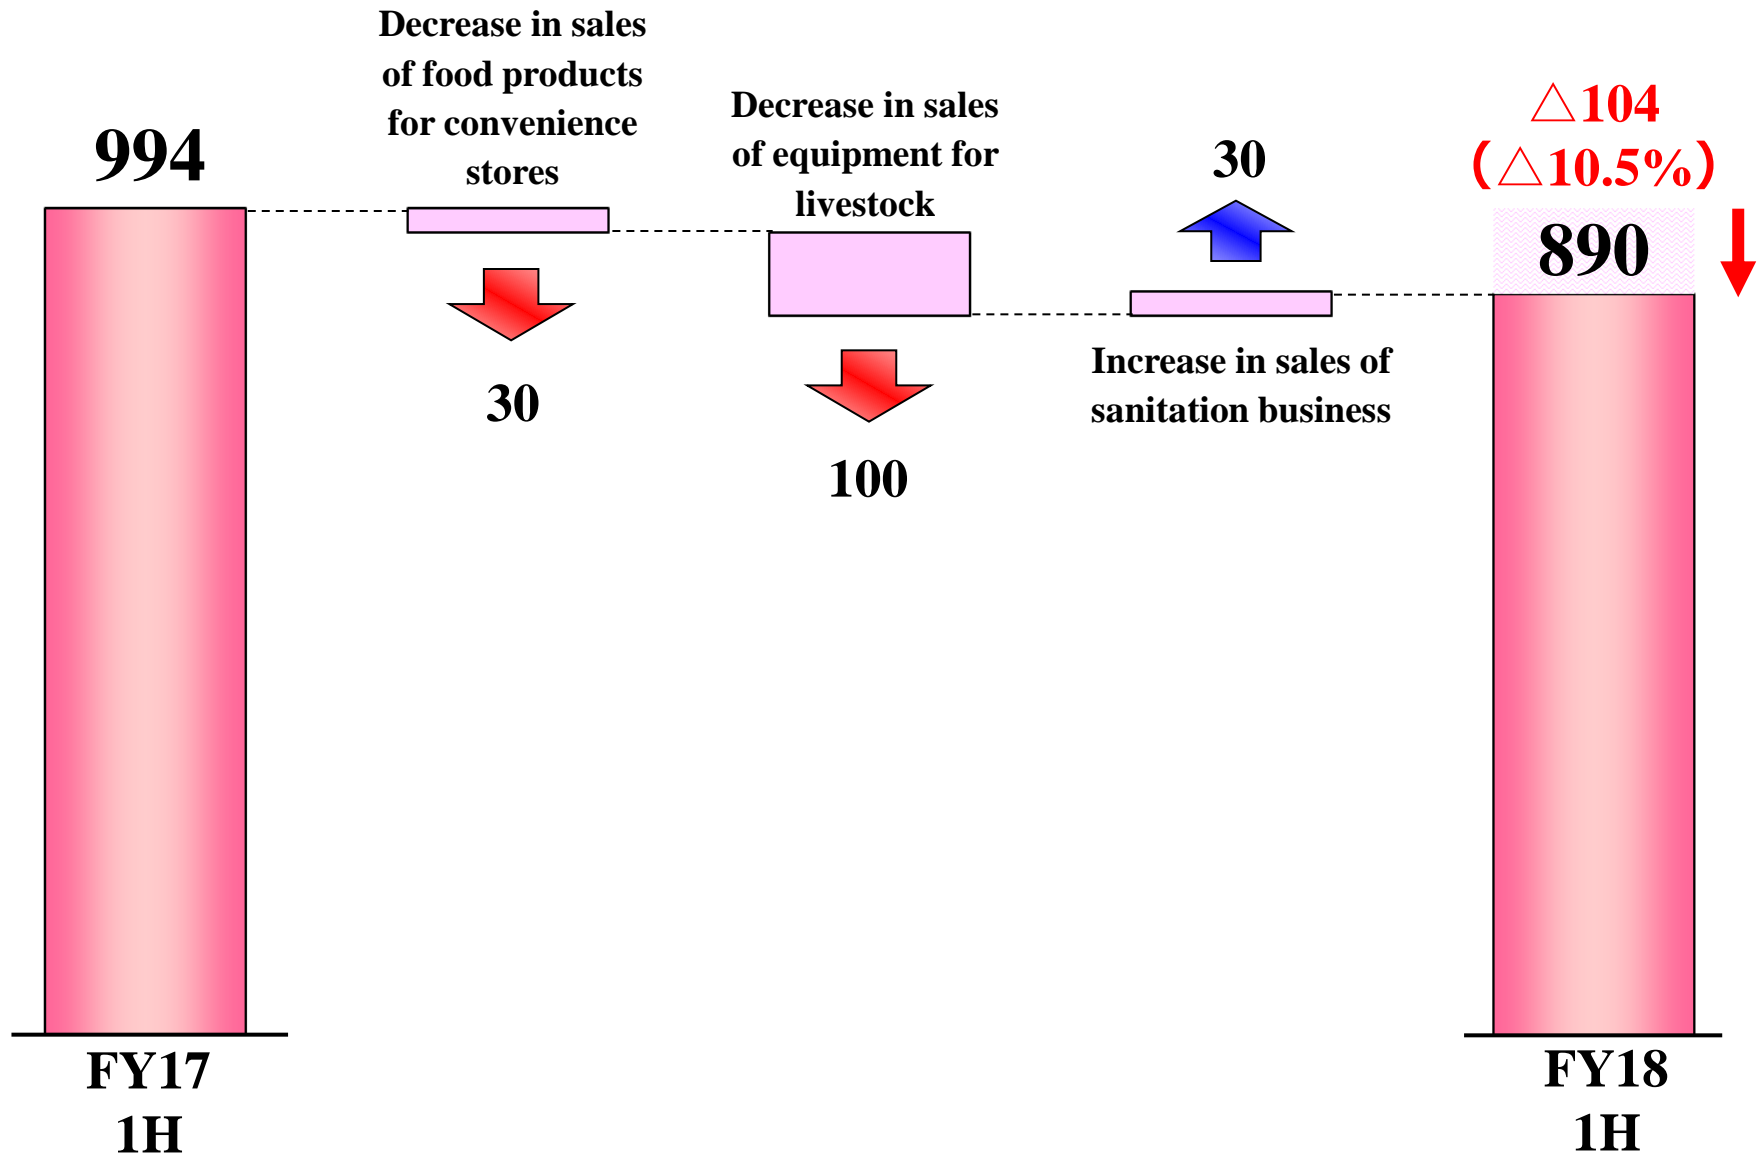 994
Decrease in sales
of food products
for convenience
stores
30
Decrease in sales
of equipment for
livestock
100
30
Increase in sales of
sanitation business
△104
(△10.5%)
890
FY17
1H
FY18
1H